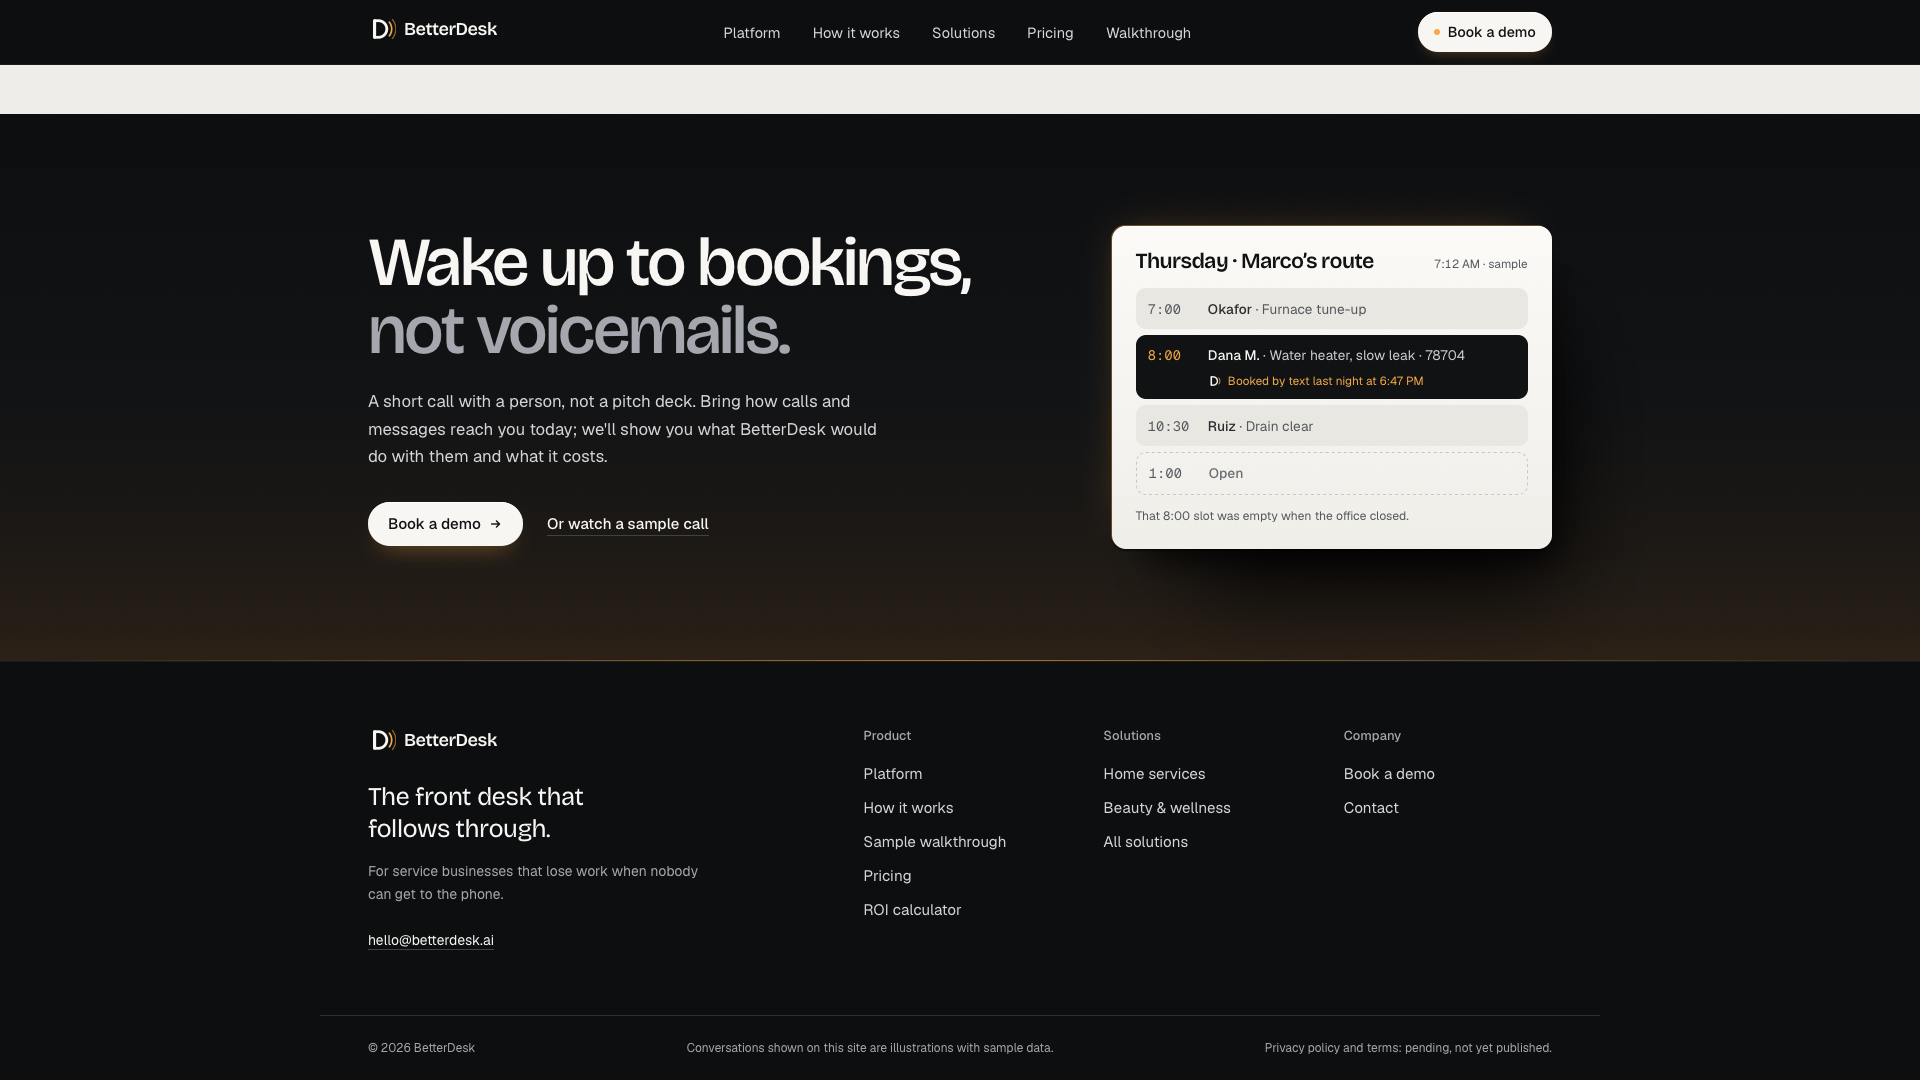 BetterDesk
Platform
How it works
Solutions
Pricing
Walkthrough
Book a demo
Wake up to bookings,
not voicemails.
A short call with a person, not a pitch deck. Bring how calls and
messages reach you today; we'll show you what BetterDesk would
do with them and what it costs.
Book a demo →
Or watch a sample call
Thursday · Marco’s route
7:12 AM · sample
7:00 Okafor · Furnace tune-up
8:00 Dana M. · Water heater, slow leak · 78704
Booked by text last night at 6:47 PM
10:30 Ruiz · Drain clear
1:00 Open
That 8:00 slot was empty when the office closed.
BetterDesk
The front desk that
follows through.
For service businesses that lose work when nobody
can get to the phone.
hello@betterdesk.ai
Product
Platform
How it works
Sample walkthrough
Pricing
ROI calculator
Solutions
Home services
Beauty & wellness
All solutions
Company
Book a demo
Contact
© 2026 BetterDesk
Conversations shown on this site are illustrations with sample data.
Privacy policy and terms: pending, not yet published.